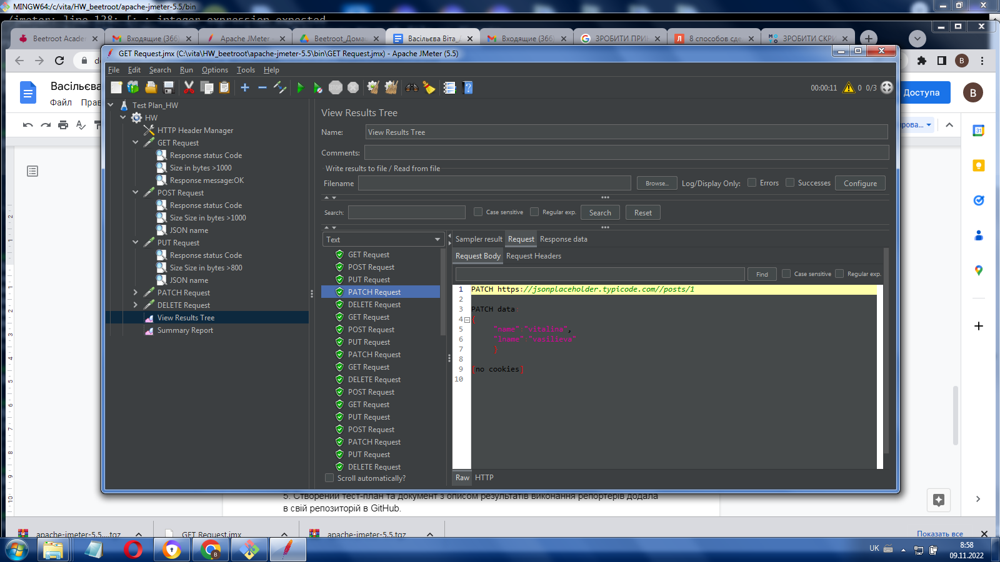 MINGW64:/c/vita/HW_beetroot/apache-jmeter-5.5/bin
/jmeter: line 128: [: : integer expression expected
Beetroot Acade
Входящие (366)
Apache JMeter
Beetroot_Дома
Васільєва Віта_Д
Входящие (366)
ЗРОБИТИ ПРИ
8 способов сде
ЗРОБИТИ СКРИ
GET Request.jmx (C:\vita\HW_beetroot\apache-jmeter-5.5\bin\GET Request.jmx) - Apache JMeter (5.5)
File Edit Search Run Options Tools Help
00:00:11 0 0/3
Васільєва
Файл Прав
Доступа
B
Test Plan_HW
HW
HTTP Header Manager
GET Request
Response status Code
Size in bytes >1000
Response message:OK
POST Request
Response status Code
Size Size in bytes >1000
JSON name
PUT Request
Response status Code
Size Size in bytes >800
JSON name
PATCH Request
DELETE Request
View Results Tree
Summary Report
View Results Tree
Name: View Results Tree
Comments:
Write results to file / Read from file
Filename Browse... Log/Display Only: Errors Successes Configure
Search: Case sensitive Regular exp. Search Reset
Text
GET Request
POST Request
PUT Request
PATCH Request
DELETE Request
GET Request
POST Request
PUT Request
PATCH Request
GET Request
DELETE Request
POST Request
GET Request
PUT Request
POST Request
PATCH Request
PUT Request
DELETE Request
Scroll automatically?
Sampler result Request Response data
Request Body Request Headers
Find Case sensitive Regular exp.
1 PATCH https://jsonplaceholder.typicode.com//posts/1
2
3 PATCH data:
4 {
5 "name":"vitalina",
6 "lname":"vasilieva"
7 }
8
9 [no cookies]
10
Raw HTTP
5. Створений тест-план та документ з описом результатів виконання репортерів додала
в свій репозиторій в GitHub.
apache-jmeter-5.5....tgz
GET Request.jmx
apache-jmeter-5.5.tgz
Показать все
UK
8:58
09.11.2022